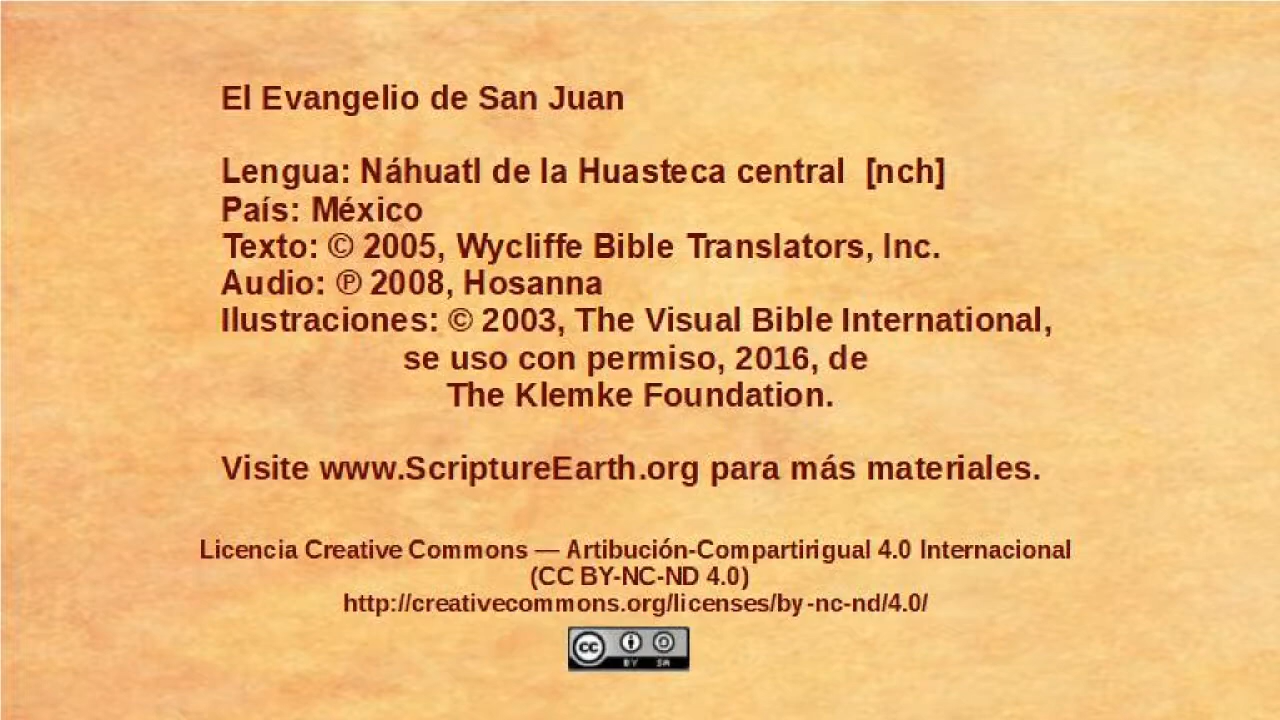 El Evangelio de San Juan
Lengua: Náhuatl de la Huasteca central [nch]
País: México
Texto: © 2005, Wycliffe Bible Translators, Inc.
Audio: ℗ 2008, Hosanna
Ilustraciones: © 2003, The Visual Bible International,
se uso con permiso, 2016, de
The Klemke Foundation.
Visite www.ScriptureEarth.org para más materiales.
Licencia Creative Commons — Artibución-Compartirigual 4.0 Internacional
(CC BY-NC-ND 4.0)
http://creativecommons.org/licenses/by-nc-nd/4.0/
cc BY SA